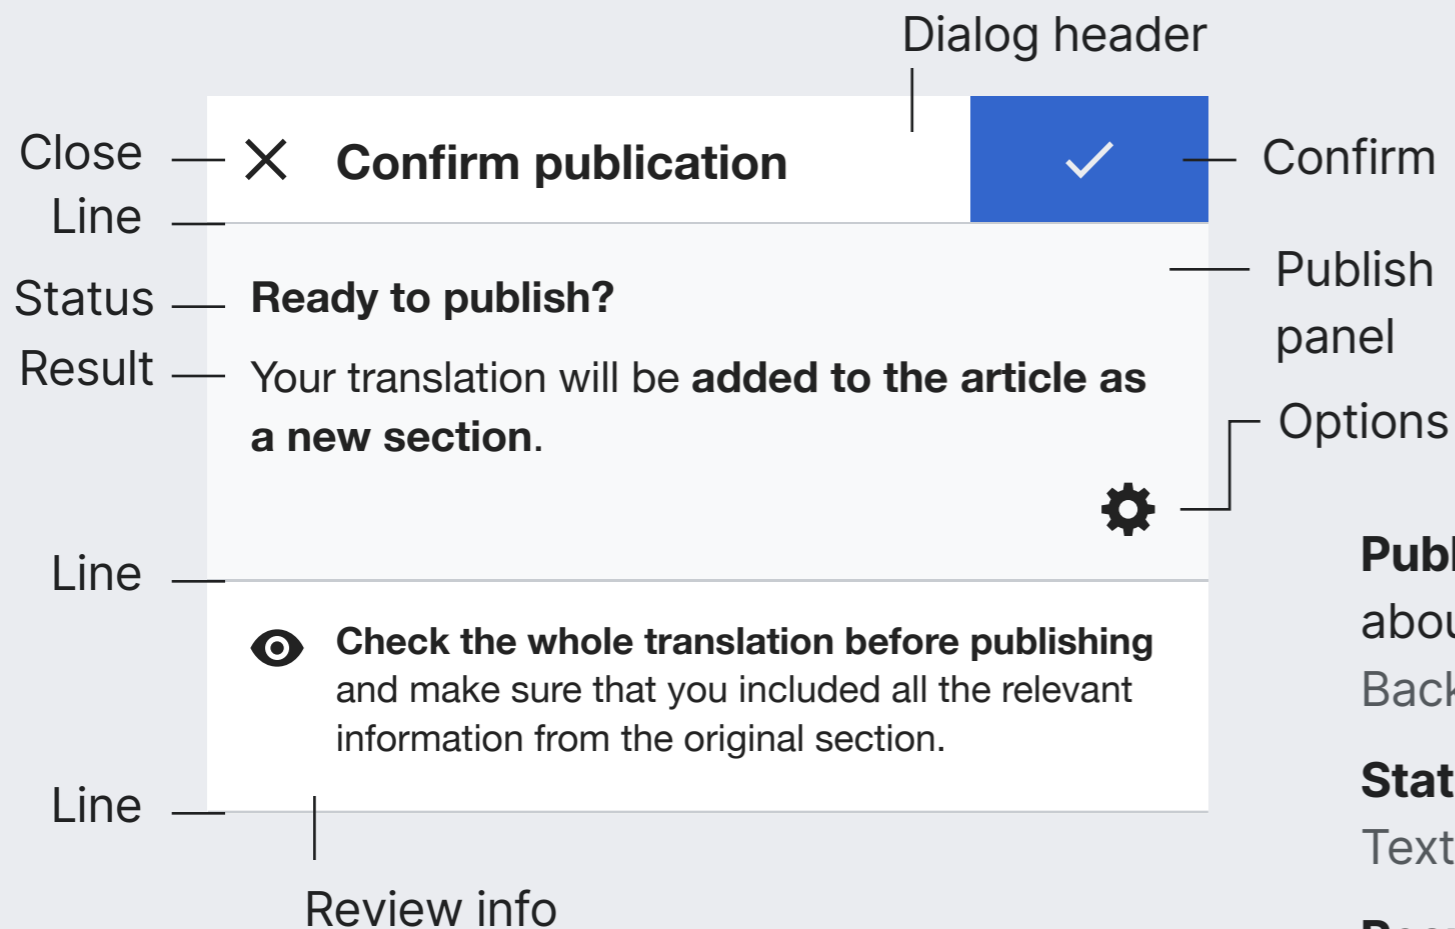 Dialog header
Close
Confirm publication
Confirm
Line
Publish
panel
Status
Ready to publish?
Result
Your translation will be added to the article as
a new section.
Options
Line
Check the whole translation before publishing
and make sure that you included all the relevant
information from the original section.
Line
Review info
Text